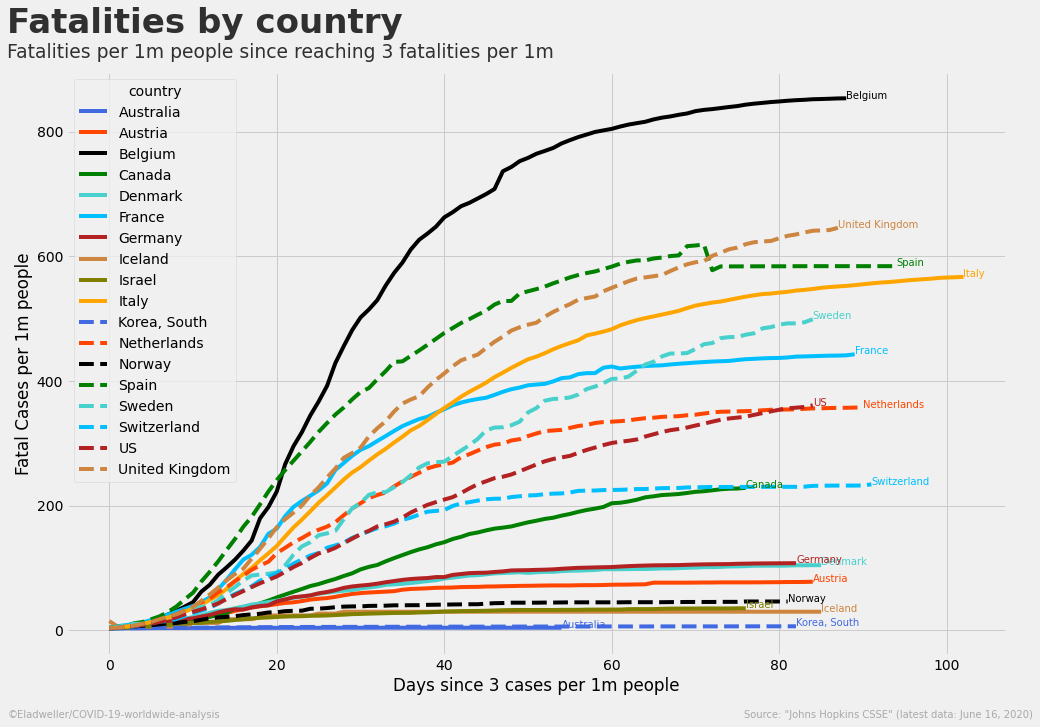 Fatalities by country
Fatalities per 1m people since reaching 3 fatalities per 1m
country
Australia
Austria
Belgium
Canada
Denmark
France
Germany
Iceland
Israel
Italy
Korea, South
Netherlands
Norway
Spain
Sweden
Switzerland
US
United Kingdom
Fatal Cases per 1m people
800
600
400
200
0
Belgium
United Kingdom
Spain
Italy
Sweden
France
US
Netherlands
Canada
Switzerland
Germany
Denmark
Austria
Norway
Israel
Iceland
Australia
Korea, South
0 20 40 60 80 100
Days since 3 cases per 1m people
©Eladweller/COVID-19-worldwide-analysis
Source: "Johns Hopkins CSSE" (latest data: June 16, 2020)